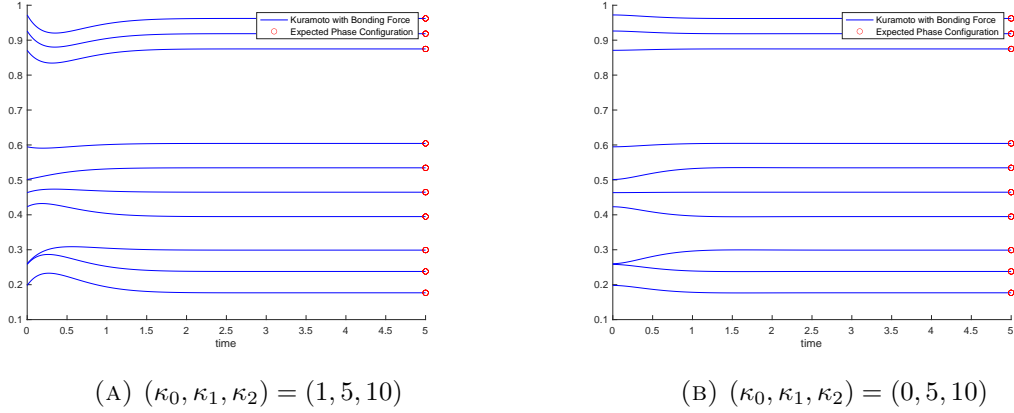 Kuramoto with Bonding Force
Expected Phase Configuration
1
0.9
0.8
0.7
0.6
0.5
0.4
0.3
0.2
0.1
0 0.5 1 1.5 2 2.5 3 3.5 4 4.5 5
time
(A) (κ₀, κ₁, κ₂) = (1, 5, 10)
Kuramoto with Bonding Force
Expected Phase Configuration
1
0.9
0.8
0.7
0.6
0.5
0.4
0.3
0.2
0.1
0 0.5 1 1.5 2 2.5 3 3.5 4 4.5 5
time
(B) (κ₀, κ₁, κ₂) = (0, 5, 10)